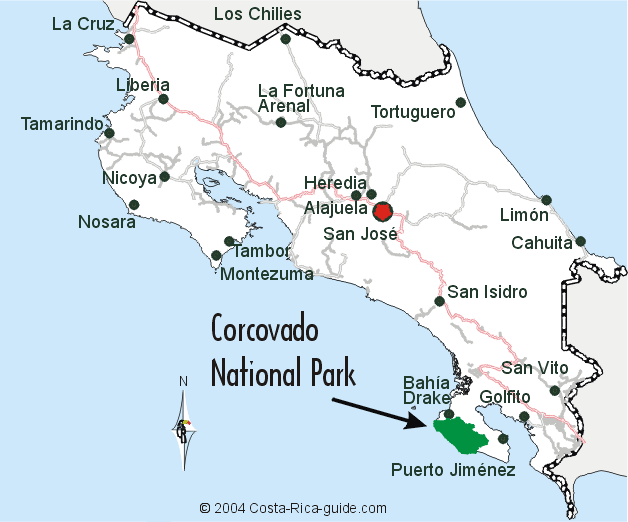 Los Chilies
La Cruz
Liberia
La Fortuna
Arenal
Tortuguero
Tamarindo
Nicoya
Heredia
Alajuela
Nosara
San José
Limón
Cahuita
Tambor
Montezuma
San Isidro
Corcovado
National Park
San Vito
Bahía
Drake
Golfito
N
Puerto Jiménez
© 2004 Costa-Rica-guide.com